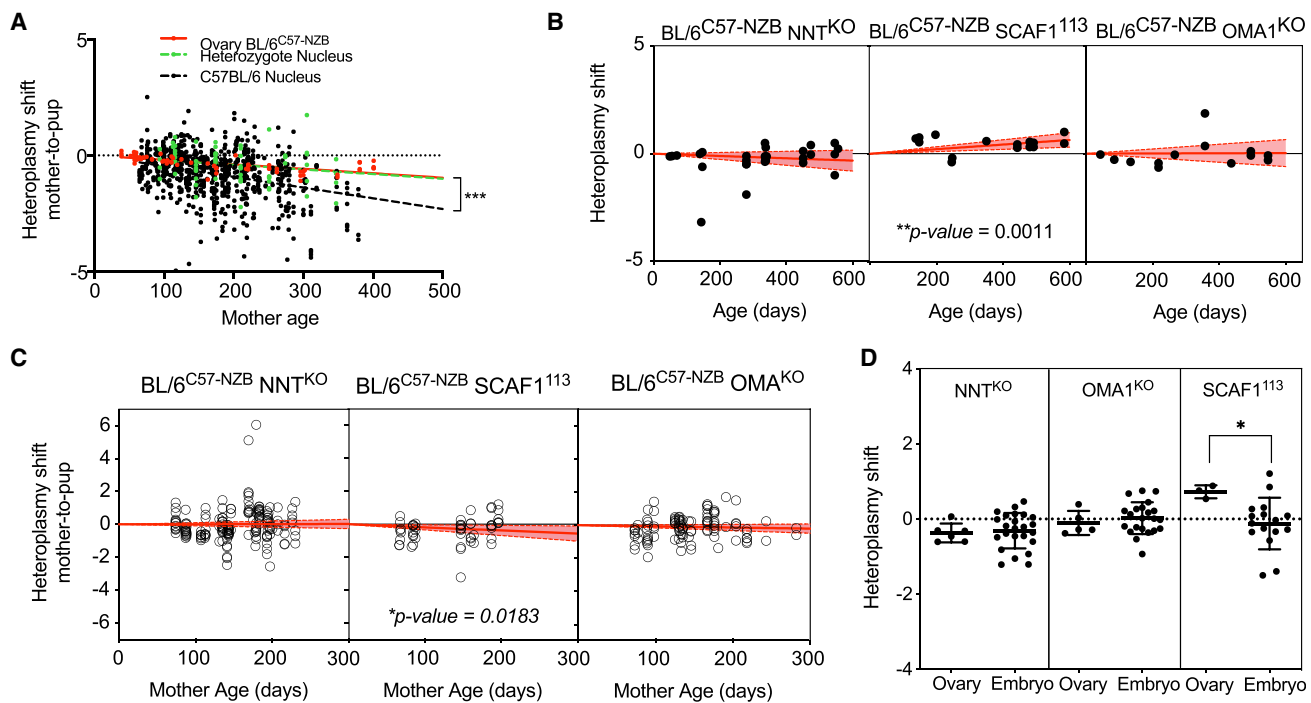 A
5
0
-5
Heteroplasmy shift
mother-to-pup
Ovary BL/6C57-NZB
Heterozygote Nucleus
C57BL/6 Nucleus
***
0 100 200 300 400 500
Mother age
B
BL/6C57-NZB NNTKO BL/6C57-NZB SCAF1113 BL/6C57-NZB OMA1KO
5
0
-5
Heteroplasmy shift
**p-value = 0.0011
0 200 400 600 0 200 400 600 200 400 600
Age (days) Age (days) Age (days)
C
BL/6C57-NZB NNTKO BL/6C57-NZB SCAF1113 BL/6C57-NZB OMAKO
6
4
2
0
-2
-4
-6
Heteroplasmy shift
mother-to-pup
*p-value = 0.0183
0 100 200 300 100 200 300 100 200 300
Mother Age (days) Mother Age (days) Mother Age (days)
D
4
2
0
-2
-4
Heteroplasmy shift
NNTKO OMA1KO SCAF1113
*
Ovary Embryo Ovary Embryo Ovary Embryo